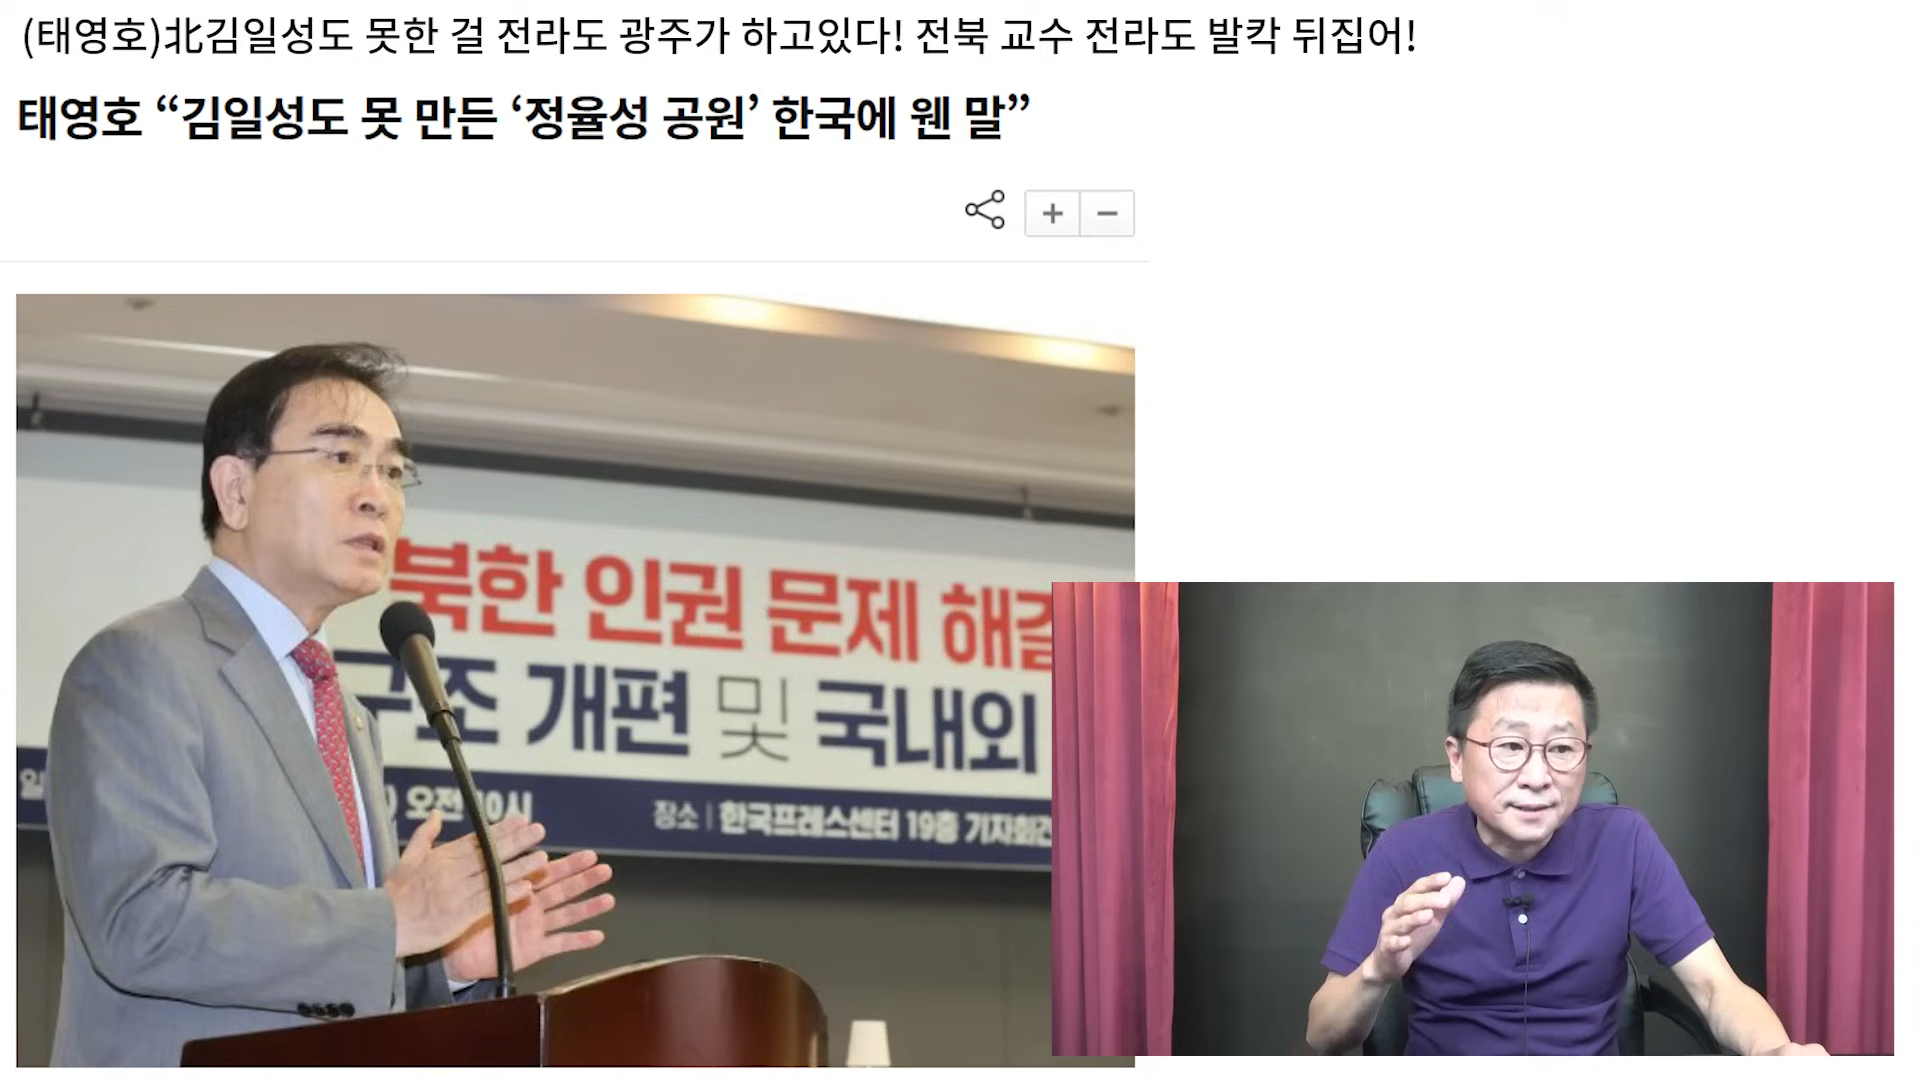 (태영호)北김일성도 못한 걸 전라도 광주가 하고있다! 전북 교수 전라도 발칵 뒤집어!
태영호 “김일성도 못 만든 ‘정율성 공원’ 한국에 웬 말”
북한 인권 문제 해결
구조 개편 및 국내외
일
) 오전 10시
장소 | 한국프레스센터 19층 기자회견